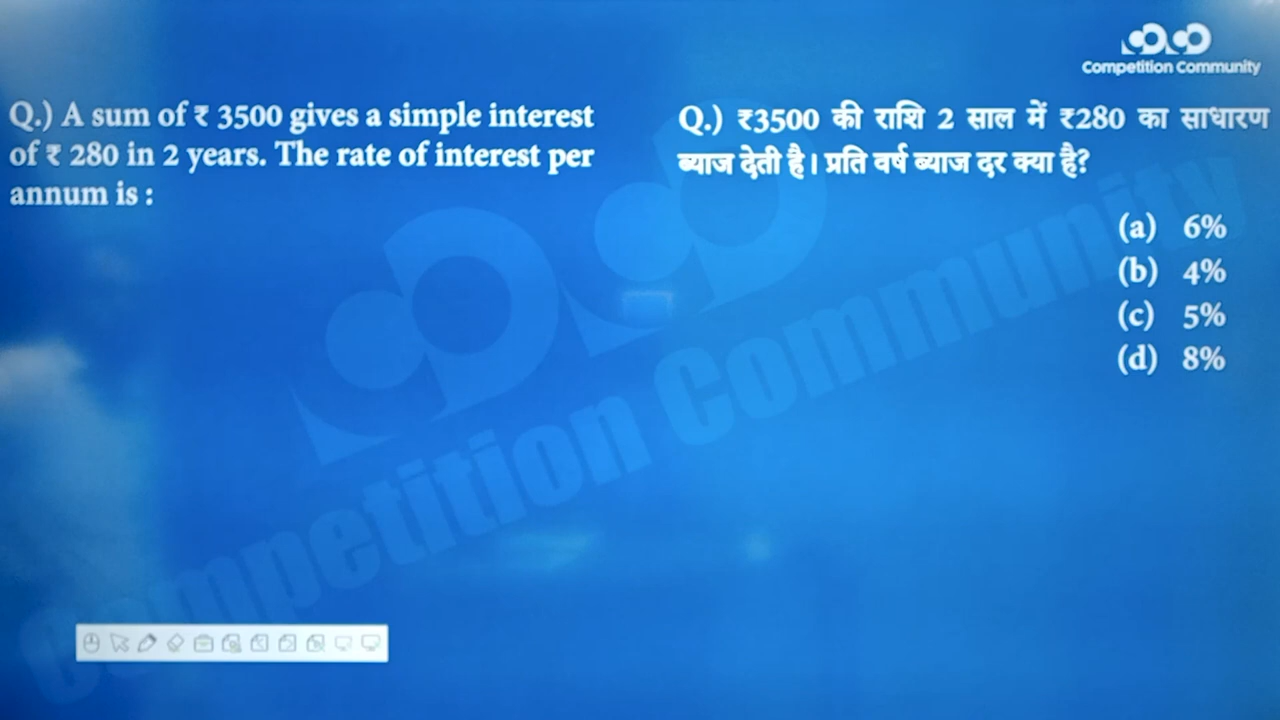 Competition Community
Q.) A sum of ₹ 3500 gives a simple interest
of ₹ 280 in 2 years. The rate of interest per
annum is :
Q.) ₹3500 की राशि 2 साल में ₹280 का साधारण
ब्याज देती है। प्रति वर्ष ब्याज दर क्या है?
(a) 6%
(b) 4%
(c) 5%
(d) 8%
Competition Community